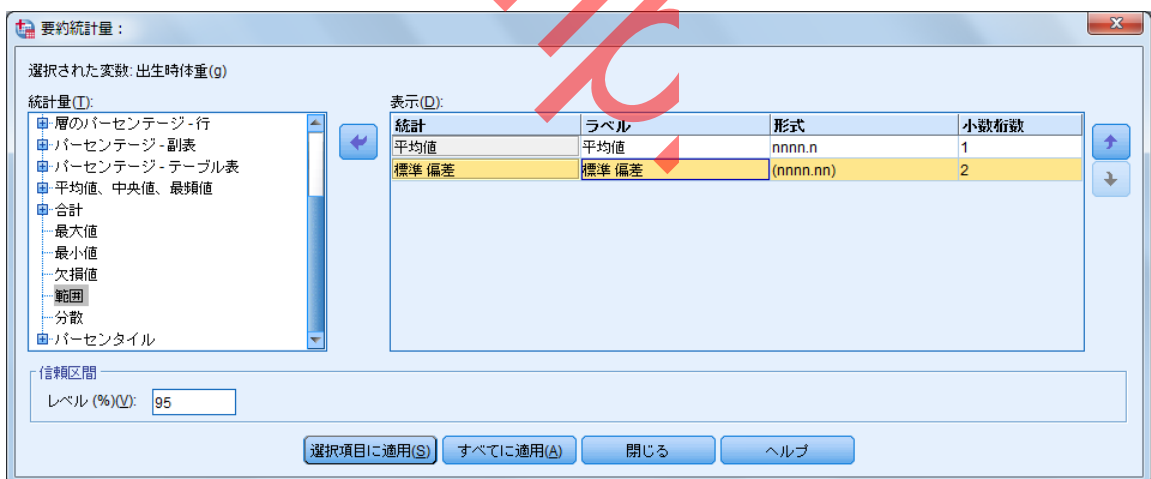 要約統計量 :
選択された変数: 出生時体重(g)
統計量(T):
層のパーセンテージ - 行
パーセンテージ - 副表
パーセンテージ - テーブル表
平均値、中央値、最頻値
合計
最大値
最小値
欠損値
範囲
分散
パーセンタイル
表示(D):
統計 ラベル 形式 小数桁数
平均値 平均値 nnnn.n 1
標準 偏差 標準 偏差 (nnnn.nn) 2
信頼区間
レベル (%)(V): 95
選択項目に適用(S) すべてに適用(A) 閉じる ヘルプ